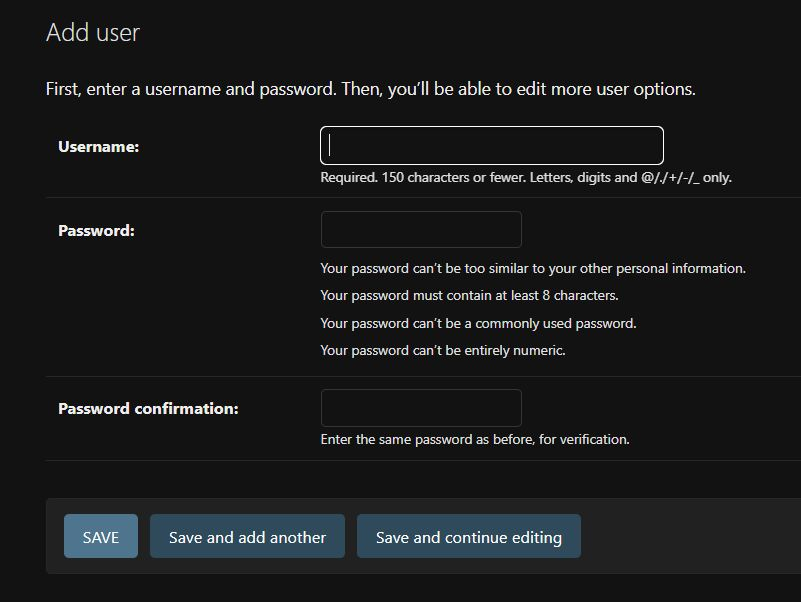 Add user
First, enter a username and password. Then, you’ll be able to edit more user options.
Username:
Required. 150 characters or fewer. Letters, digits and @/./+/-/_ only.
Password:
Your password can’t be too similar to your other personal information.
Your password must contain at least 8 characters.
Your password can’t be a commonly used password.
Your password can’t be entirely numeric.
Password confirmation:
Enter the same password as before, for verification.
SAVE
Save and add another
Save and continue editing